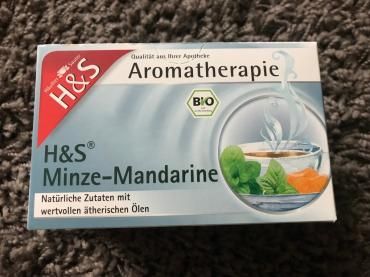 Qualität aus Ihrer Apotheke
Aromatherapie
H&S
BIO
H&S®
Minze-Mandarine
Natürliche Zutaten mit
wertvollen ätherischen Ölen